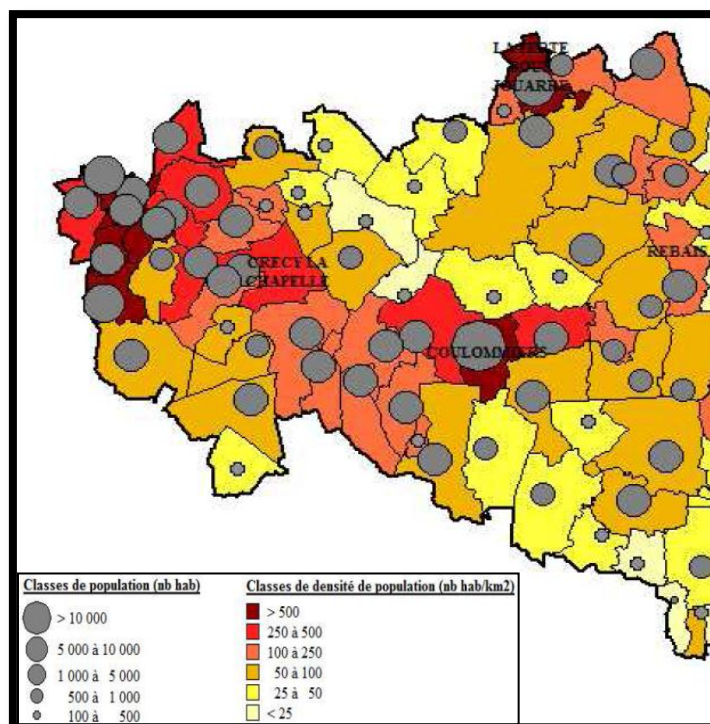 LA FERTE
SOUS
JOUARRE
CRECY LA
CHAPELLE
REBAIS
COULOMMIERS
Classes de population (nb hab)
> 10 000
5 000 à 10 000
1 000 à 5 000
500 à 1 000
100 à 500
Classes de densité de population (nb hab/km2)
> 500
250 à 500
100 à 250
50 à 100
25 à 50
< 25